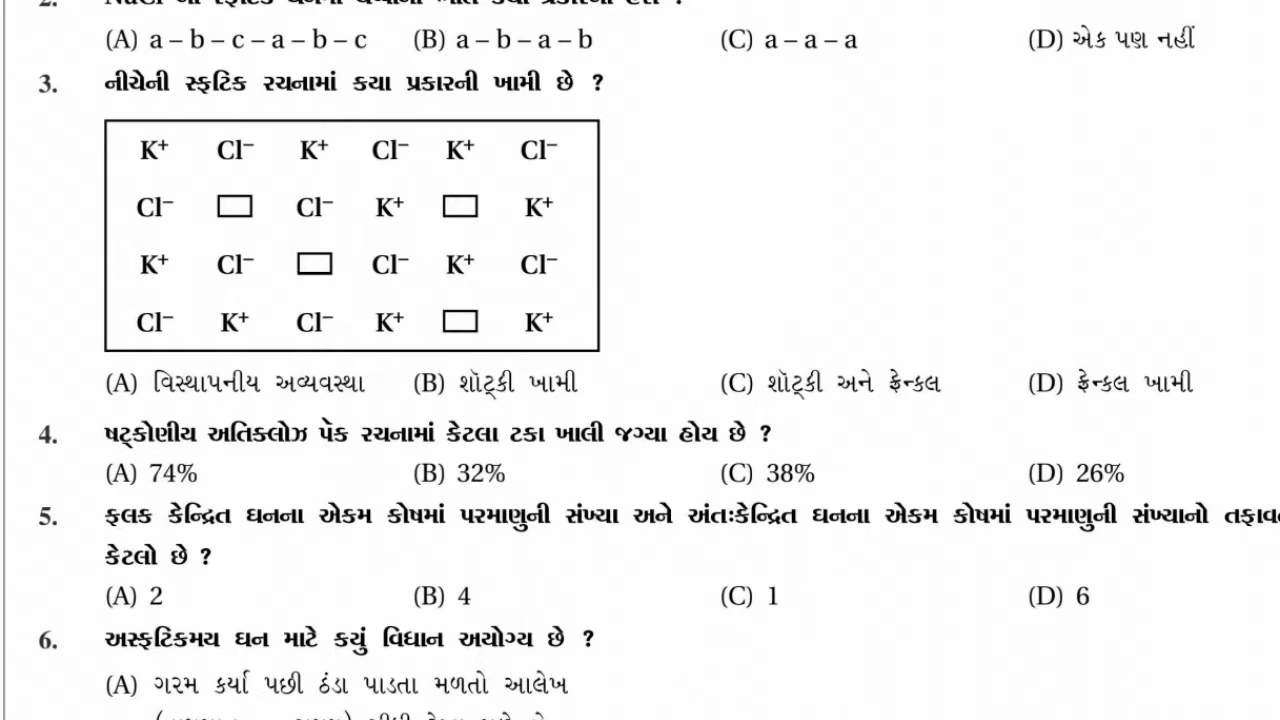 2.
(A) a – b – c – a – b – c (B) a – b – a – b (C) a – a – a (D) એક પણ નહીં
3. નીચેની સ્ફટિક રચનામાં કયા પ્રકારની ખામી છે ?
K⁺ Cl⁻ K⁺ Cl⁻ K⁺ Cl⁻
Cl⁻ Cl⁻ K⁺ K⁺
K⁺ Cl⁻ Cl⁻ K⁺ Cl⁻
Cl⁻ K⁺ Cl⁻ K⁺ K⁺
(A) વિસ્થાપનીય અવ્યવસ્થા (B) શૉટ્કી ખામી (C) શૉટ્કી અને ફ્રેન્કલ (D) ફ્રેન્કલ ખામી
4. ષટ્કોણીય અતિક્લોઝ પૅક રચનામાં કેટલા ટકા ખાલી જગ્યા હોય છે ?
(A) 74% (B) 32% (C) 38% (D) 26%
5. ફલક કેન્દ્રિત ઘનના એકમ કોષમાં પરમાણુની સંખ્યા અને અંતઃકેન્દ્રિત ઘનના એકમ કોષમાં પરમાણુની સંખ્યાનો
કેટલો છે ?
(A) 2 (B) 4 (C) 1 (D) 6
6. અસ્ફટિકમય ઘન માટે કયું વિધાન અયોગ્ય છે ?
(A) ગરમ કર્યા પછી ઠંડા પાડતા મળતો આલેખ